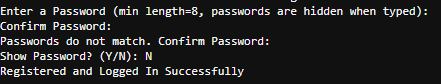 Enter a Password (min length=8, passwords are hidden when typed):
Confirm Password:
Passwords do not match. Confirm Password:
Show Password? (Y/N): N
Registered and Logged In Successfully